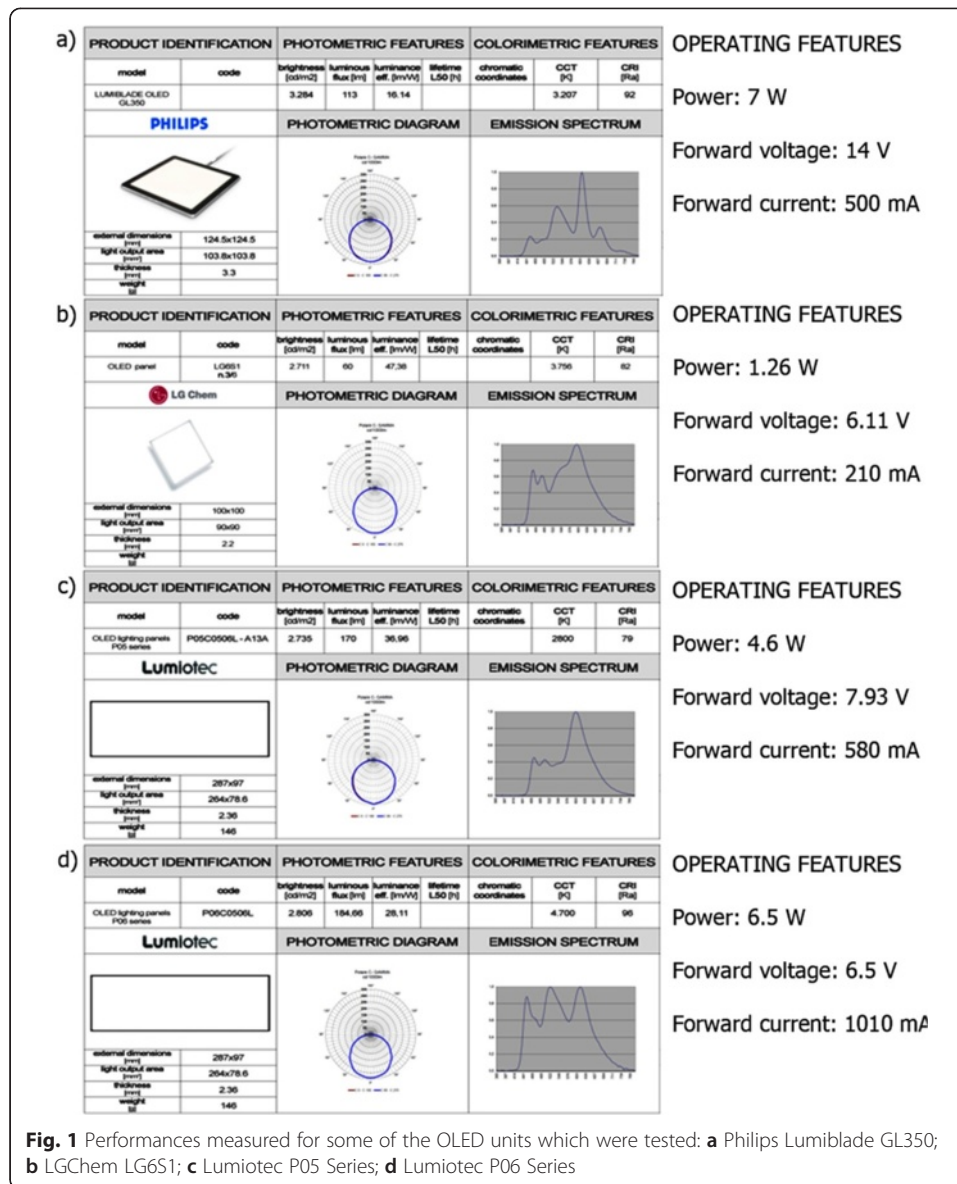 a) PRODUCT IDENTIFICATION PHOTOMETRIC FEATURES COLORIMETRIC FEATURES
model code brightness [cd/m2] luminous flux [lm] luminance eff. [lm/W] lifetime L50 [h] chromatic coordinates CCT [K] CRI [Ra]
LUMIBLADE OLED GL350 3.284 113 16.14 3.207 92
PHILIPS PHOTOMETRIC DIAGRAM EMISSION SPECTRUM
external dimensions [mm] 124.5x124.5
light output area [mm²] 103.8x103.8
thickness [mm] 3.3
weight
OPERATING FEATURES
Power: 7 W
Forward voltage: 14 V
Forward current: 500 mA
b) PRODUCT IDENTIFICATION PHOTOMETRIC FEATURES COLORIMETRIC FEATURES
model code brightness [cd/m2] luminous flux [lm] luminance eff. [lm/W] lifetime L50 [h] chromatic coordinates CCT [K] CRI [Ra]
OLED panel LG6S1 n.3/6 2.711 60 47,38 3.756 82
LG Chem PHOTOMETRIC DIAGRAM EMISSION SPECTRUM
external dimensions [mm] 100x100
light output area [mm²] 90x90
thickness [mm] 2.2
weight
OPERATING FEATURES
Power: 1.26 W
Forward voltage: 6.11 V
Forward current: 210 mA
c) PRODUCT IDENTIFICATION PHOTOMETRIC FEATURES COLORIMETRIC FEATURES
model code brightness [cd/m2] luminous flux [lm] luminance eff. [lm/W] lifetime L50 [h] chromatic coordinates CCT [K] CRI [Ra]
OLED lighting panels P05 series P05C0506L - A13A 2.735 170 36,96 2800 79
Lumiotec PHOTOMETRIC DIAGRAM EMISSION SPECTRUM
external dimensions [mm] 287x97
light output area [mm²] 264x78.6
thickness [mm] 2.36
weight 146
OPERATING FEATURES
Power: 4.6 W
Forward voltage: 7.93 V
Forward current: 580 mA
d) PRODUCT IDENTIFICATION PHOTOMETRIC FEATURES COLORIMETRIC FEATURES
model code brightness [cd/m2] luminous flux [lm] luminance eff. [lm/W] lifetime L50 [h] chromatic coordinates CCT [K] CRI [Ra]
OLED lighting panels P06 series P06C0506L 2.806 184,66 28,11 4.700 96
Lumiotec PHOTOMETRIC DIAGRAM EMISSION SPECTRUM
external dimensions [mm] 287x97
light output area [mm²] 264x78.6
thickness [mm] 2.36
weight 146
OPERATING FEATURES
Power: 6.5 W
Forward voltage: 6.5 V
Forward current: 1010 mA
Fig. 1 Performances measured for some of the OLED units which were tested: a Philips Lumiblade GL350;
b LGChem LG6S1; c Lumiotec P05 Series; d Lumiotec P06 Series